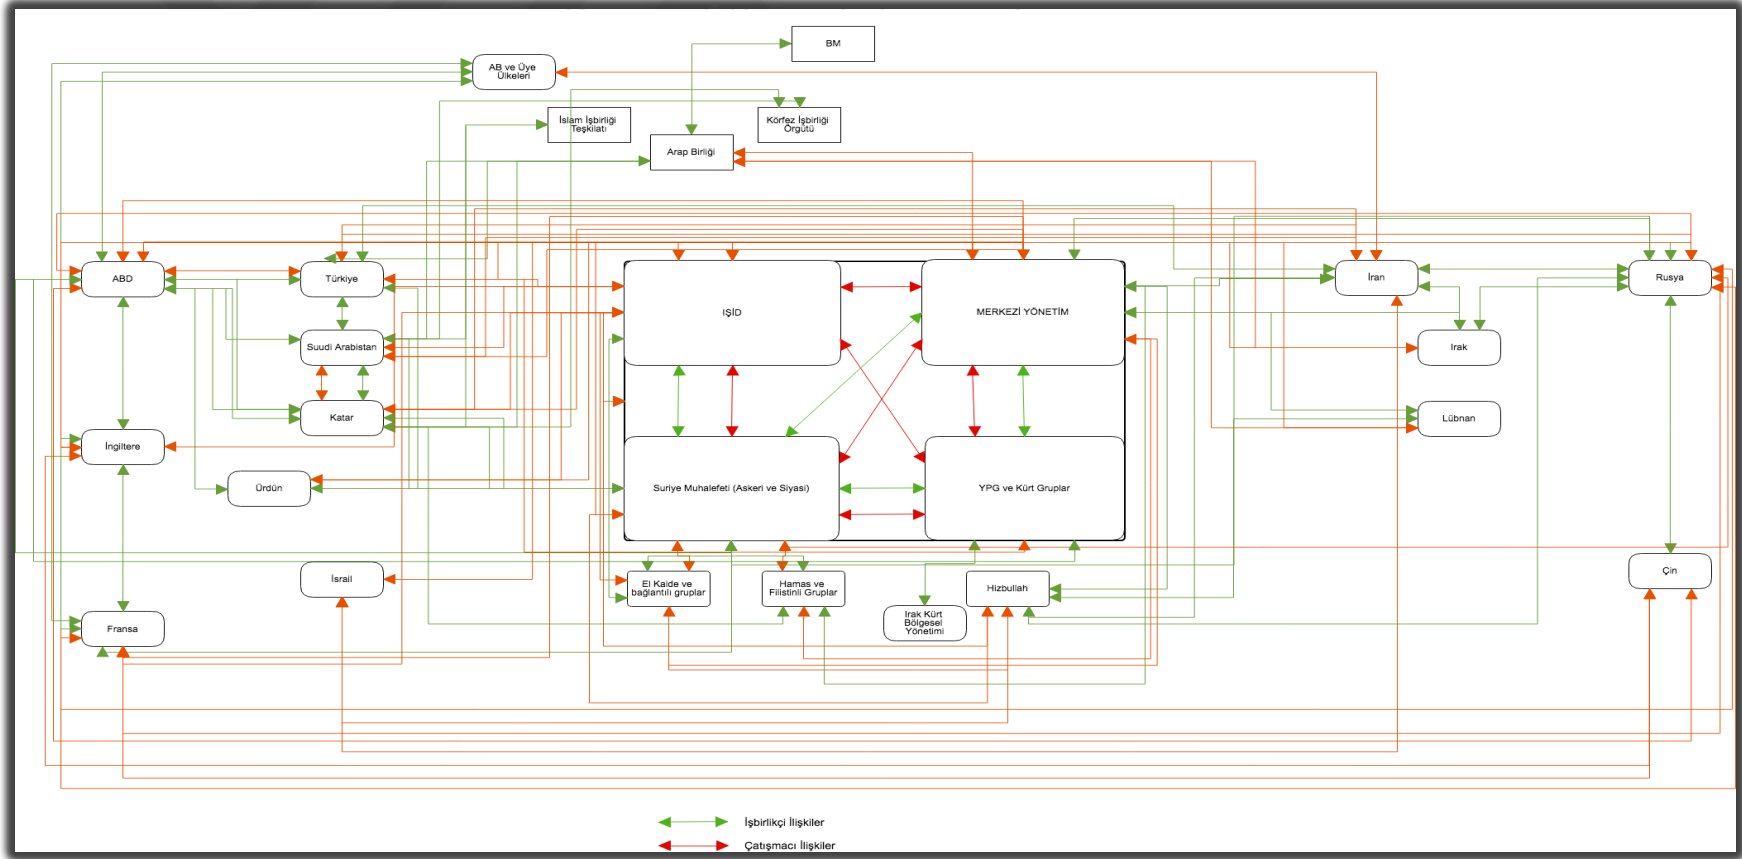 BM
AB ve Üye
Ülkeleri
İslam İşbirliği
Teşkilatı
Körfez İşbirliği
Örgütü
Arap Birliği
ABD
Türkiye
IŞİD
MERKEZİ YÖNETİM
İran
Rusya
Suudi Arabistan
Irak
Katar
Lübnan
İngiltere
Ürdün
Suriye Muhalefeti (Askeri ve Siyasi)
YPG ve Kürt Gruplar
İsrail
El Kaide ve
bağlantılı gruplar
Hamas ve
Filistinli Gruplar
Hizbullah
Çin
Irak Kürt
Bölgesel
Yönetimi
Fransa
İşbirlikçi İlişkiler
Çatışmacı İlişkiler